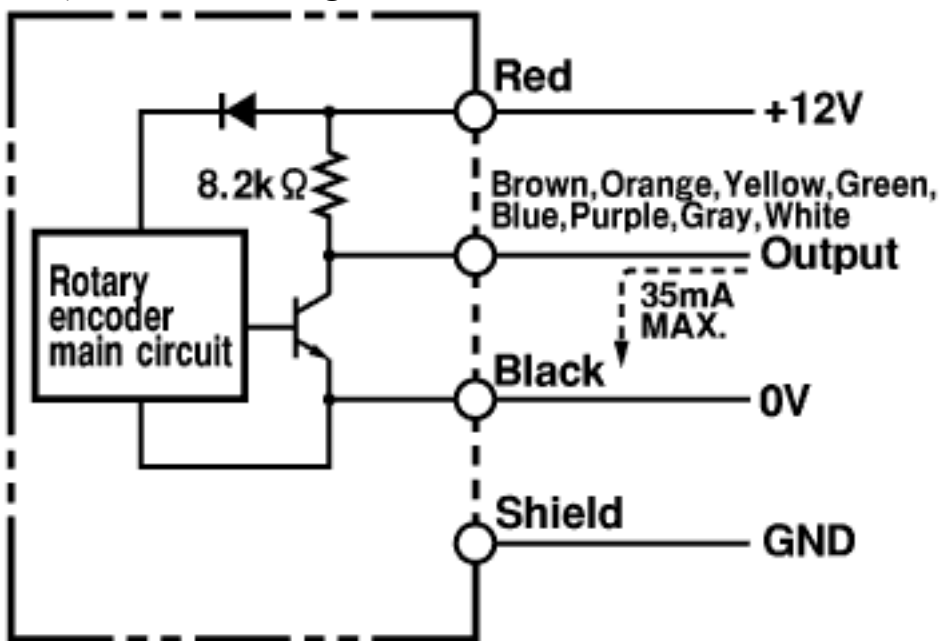 Red
+12V
8.2kΩ
Brown,Orange,Yellow,Green,
Blue,Purple,Gray,White
Output
Rotary
encoder
main circuit
35mA
MAX.
Black
0V
Shield
GND